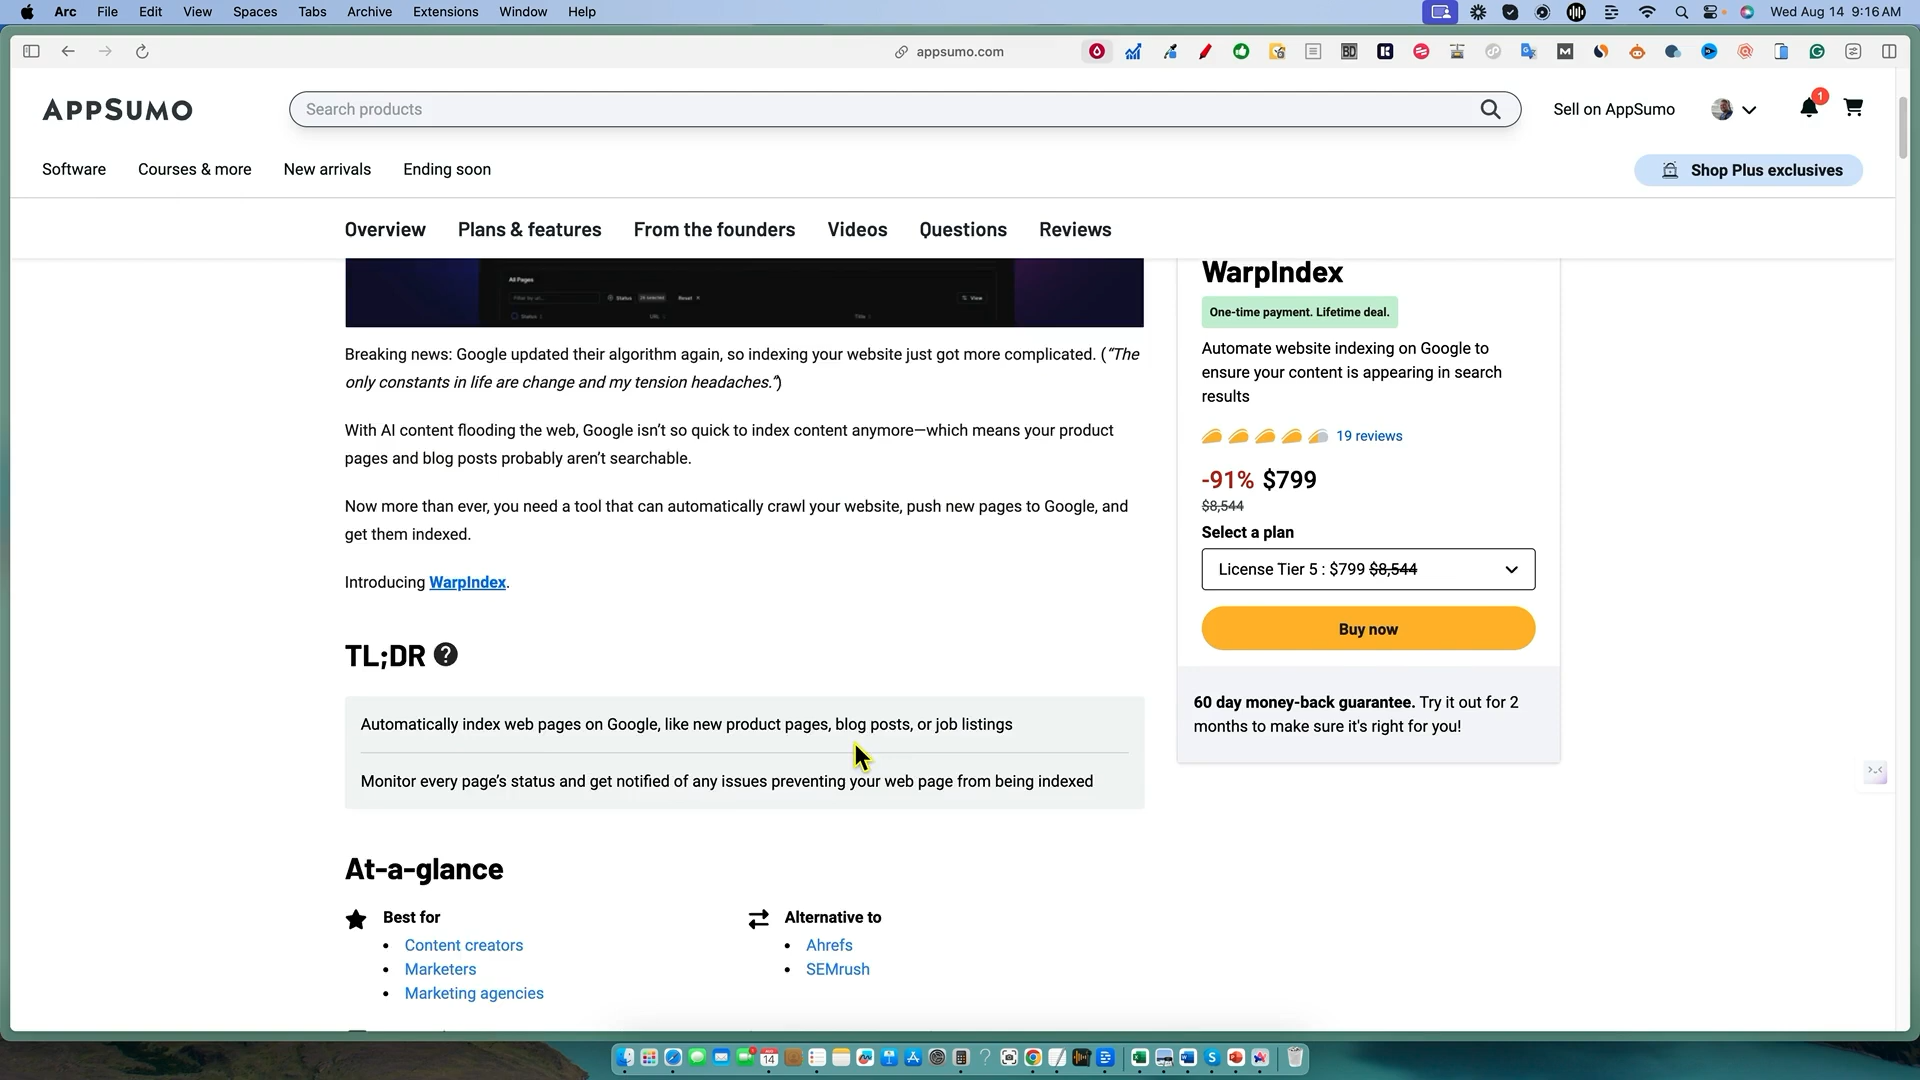 Arc File Edit View Spaces Tabs Archive Extensions Window Help Wed Aug 14 9:16 AM
appsumo.com
APPSUMO Search products Sell on AppSumo 1
Software Courses & more New arrivals Ending soon Shop Plus exclusives
Overview Plans & features From the founders Videos Questions Reviews
All Pages
Status Reset View
Status URL Title
Breaking news: Google updated their algorithm again, so indexing your website just got more complicated. (“The
only constants in life are change and my tension headaches.”)
With AI content flooding the web, Google isn’t so quick to index content anymore—which means your product
pages and blog posts probably aren’t searchable.
Now more than ever, you need a tool that can automatically crawl your website, push new pages to Google, and
get them indexed.
Introducing WarpIndex.
TL;DR ?
Automatically index web pages on Google, like new product pages, blog posts, or job listings
Monitor every page’s status and get notified of any issues preventing your web page from being indexed
At-a-glance
Best for
• Content creators
• Marketers
• Marketing agencies
Alternative to
• Ahrefs
• SEMrush
WarpIndex
One-time payment. Lifetime deal.
Automate website indexing on Google to
ensure your content is appearing in search
results
19 reviews
-91% $799
$8,544
Select a plan
License Tier 5 : $799 $8,544
Buy now
60 day money-back guarantee. Try it out for 2
months to make sure it's right for you!